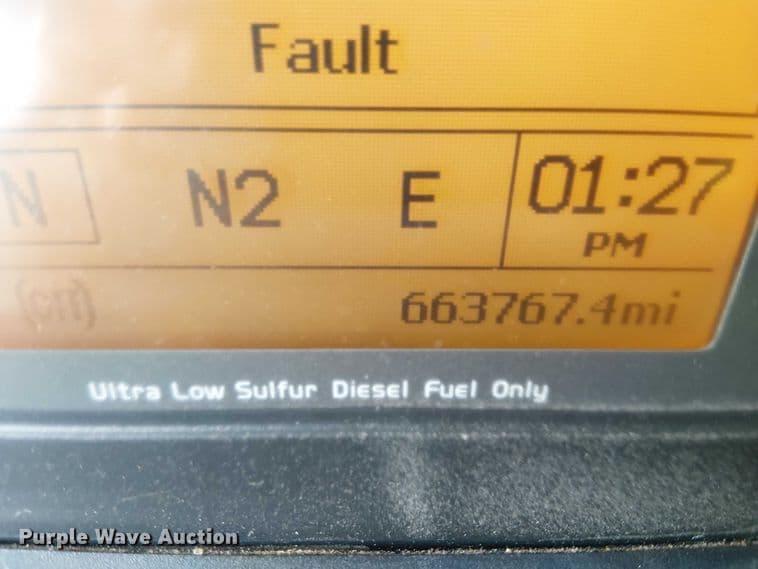 Fault
N N2 E 01:27
PM
663767.4mi
Ultra Low Sulfur Diesel Fuel Only
Purple Wave Auction